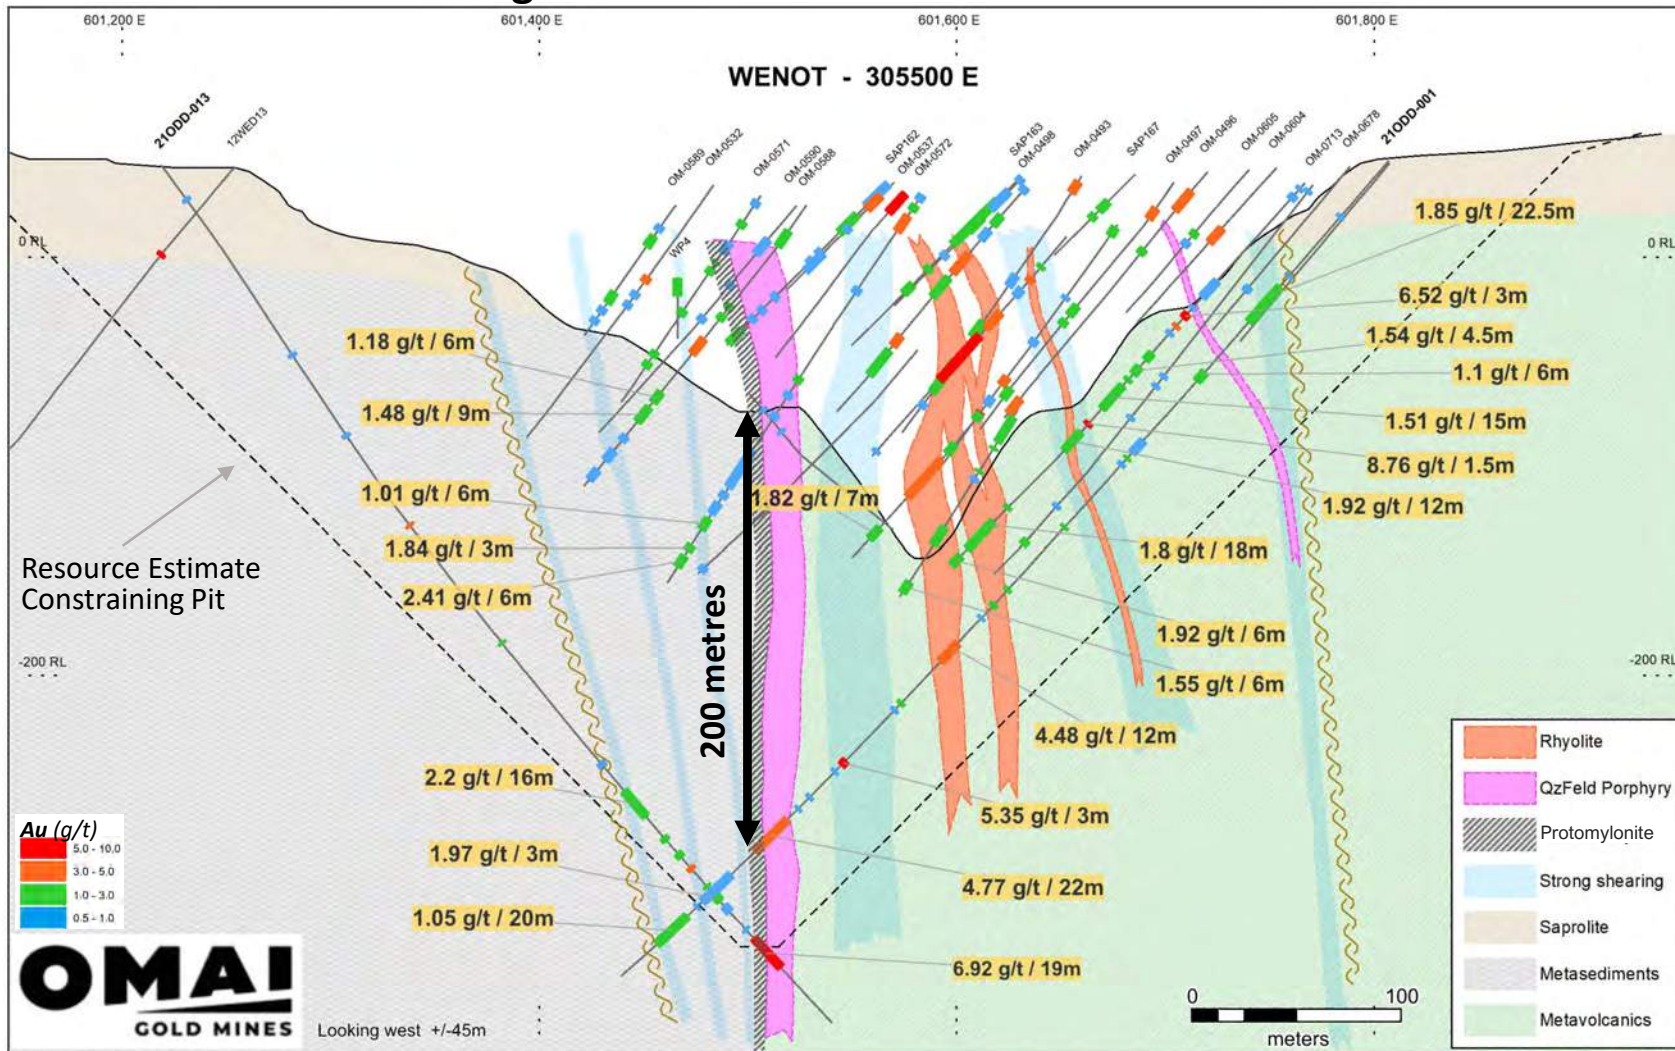 601,200 E
601,400 E
601,600 E
601,800 E
WENOT - 305500 E
21ODD-013
12WED13
OM-0589
OM-0532
OM-0571
OM-0590
OM-0588
SAP162
OM-0537
OM-0572
SAP163
OM-0498
OM-0493
SAP167
OM-0497
OM-0496
OM-0605
OM-0604
OM-0713
OM-0678
21ODD-001
WP4
0 RL
0 RL
-200 RL
-200 RL
1.85 g/t / 22.5m
6.52 g/t / 3m
1.54 g/t / 4.5m
1.1 g/t / 6m
1.51 g/t / 15m
8.76 g/t / 1.5m
1.92 g/t / 12m
1.8 g/t / 18m
1.92 g/t / 6m
1.55 g/t / 6m
4.48 g/t / 12m
5.35 g/t / 3m
4.77 g/t / 22m
6.92 g/t / 19m
1.18 g/t / 6m
1.48 g/t / 9m
1.01 g/t / 6m
1.84 g/t / 3m
2.41 g/t / 6m
1.82 g/t / 7m
2.2 g/t / 16m
1.97 g/t / 3m
1.05 g/t / 20m
200 metres
Resource Estimate
Constraining Pit
Au (g/t)
5.0 - 10.0
3.0 - 5.0
1.0 - 3.0
0.5 - 1.0
OMAI
GOLD MINES
Looking west +/-45m
0 100
meters
Rhyolite
QzFeld Porphyry
Protomylonite
Strong shearing
Saprolite
Metasediments
Metavolcanics